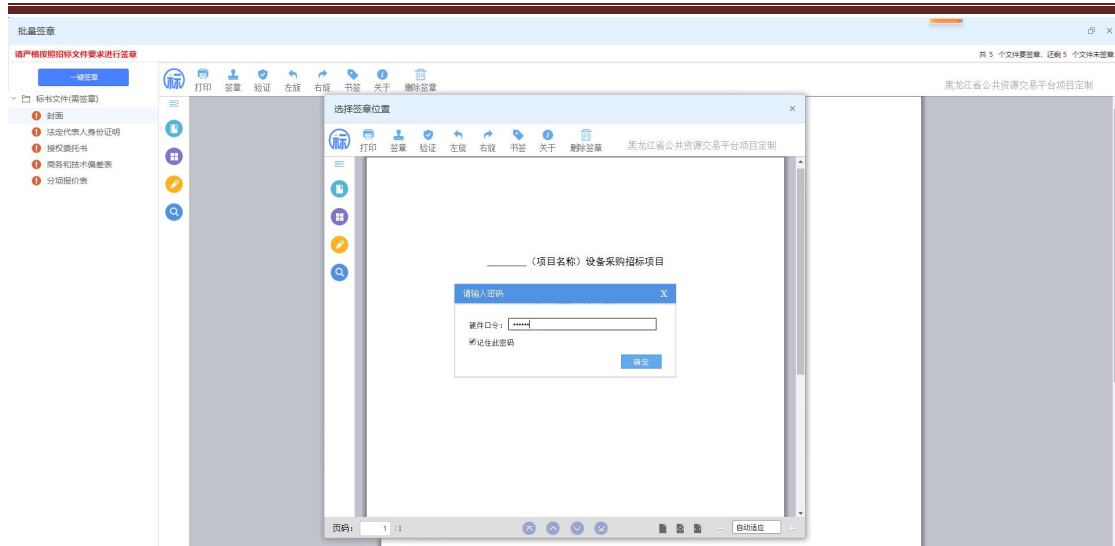 批量签章
请严格按照招标文件要求进行签章
共 5 个文件要签章, 还剩 5 个文件未签章
一键签章
标书文件(需签章)
封面
法定代表人身份证明
授权委托书
商务和技术偏差表
分项报价表
标
打印 签章 验证 左旋 右旋 书签 关于 删除签章
黑龙江省公共资源交易平台项目定制
选择签章位置
标
打印 签章 验证 左旋 右旋 书签 关于 删除签章
黑龙江省公共资源交易平台项目定制
（项目名称）设备采购招标项目
请输入密码 X
硬件口令：
记住此密码
确定
页码： 1 /1
自动适应